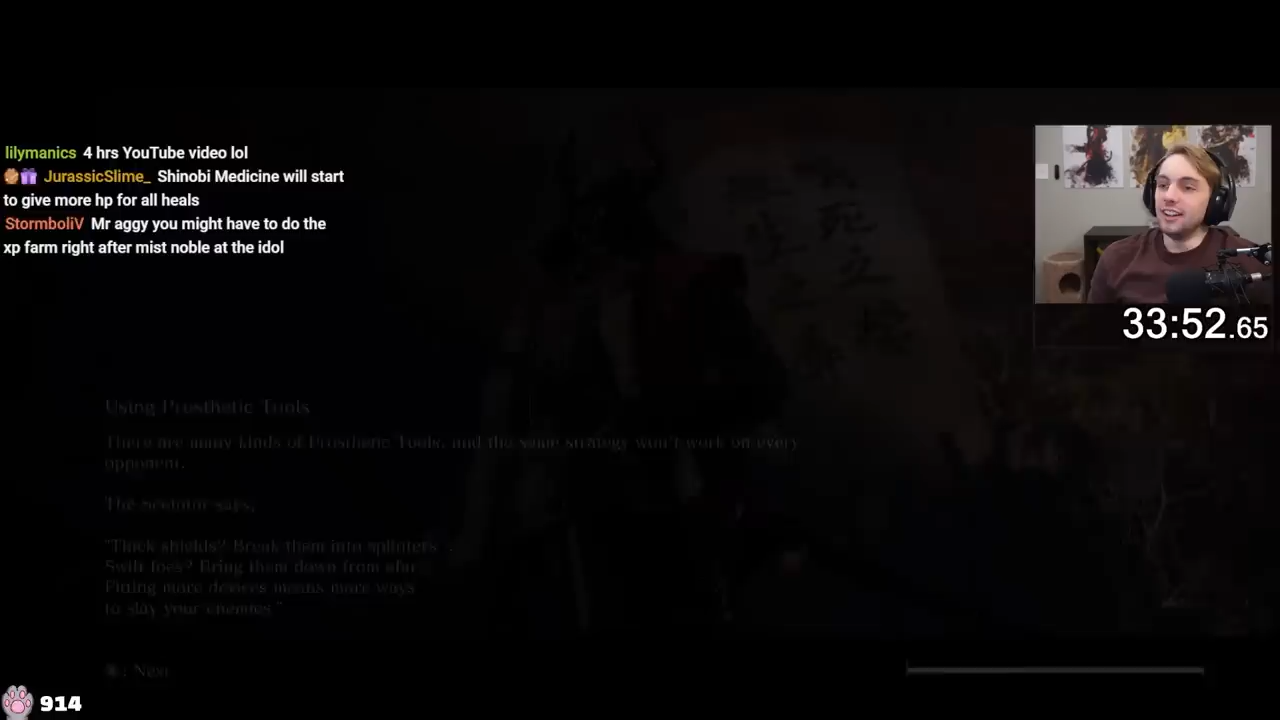 lilymanics 4 hrs YouTube video lol
JurassicSlime_ Shinobi Medicine will start
to give more hp for all heals
StormboliV Mr aggy you might have to do the
xp farm right after mist noble at the idol
33:52.65
Using Prosthetic Tools
There are many kinds of Prosthetic Tools, and the same strategy won't work on every
opponent.
The Sculptor says,
"Thick shields? Break them into splinters.
Swift foes? Bring them down from afar.
Fitting more devices means more ways
to slay your enemies."
: Next
914